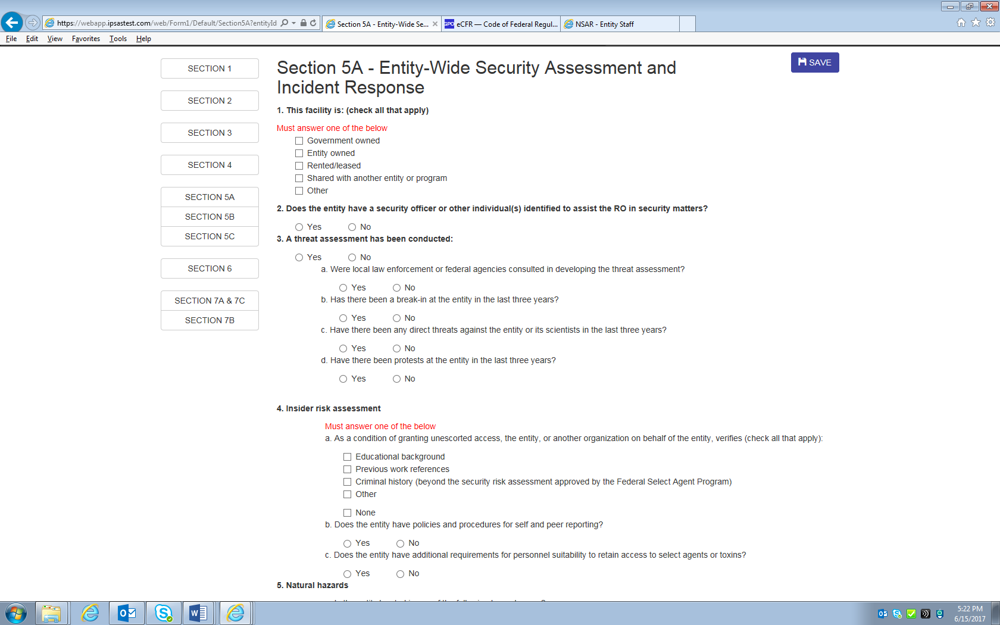 https://webapp.ipsastest.com/web/Form1/Default/Section5A?entityId
Section 5A - Entity-Wide Se...
GPO eCFR — Code of Federal Regul...
NSAR - Entity Staff
File Edit View Favorites Tools Help
SECTION 1
SECTION 2
SECTION 3
SECTION 4
SECTION 5A
SECTION 5B
SECTION 5C
SECTION 6
SECTION 7A & 7C
SECTION 7B
Section 5A - Entity-Wide Security Assessment and
Incident Response
SAVE
1. This facility is: (check all that apply)
Must answer one of the below
Government owned
Entity owned
Rented/leased
Shared with another entity or program
Other
2. Does the entity have a security officer or other individual(s) identified to assist the RO in security matters?
Yes No
3. A threat assessment has been conducted:
Yes No
a. Were local law enforcement or federal agencies consulted in developing the threat assessment?
Yes No
b. Has there been a break-in at the entity in the last three years?
Yes No
c. Have there been any direct threats against the entity or its scientists in the last three years?
Yes No
d. Have there been protests at the entity in the last three years?
Yes No
4. Insider risk assessment
Must answer one of the below
a. As a condition of granting unescorted access, the entity, or another organization on behalf of the entity, verifies (check all that apply):
Educational background
Previous work references
Criminal history (beyond the security risk assessment approved by the Federal Select Agent Program)
Other
None
b. Does the entity have policies and procedures for self and peer reporting?
Yes No
c. Does the entity have additional requirements for personnel suitability to retain access to select agents or toxins?
Yes No
5. Natural hazards
5:22 PM
6/15/2017